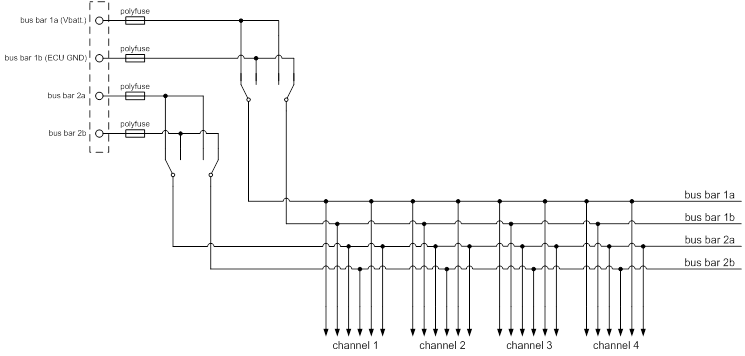 polyfuse
bus bar 1a (Vbatt.)
polyfuse
bus bar 1b (ECU GND)
polyfuse
bus bar 2a
polyfuse
bus bar 2b
bus bar 1a
bus bar 1b
bus bar 2a
bus bar 2b
channel 1
channel 2
channel 3
channel 4